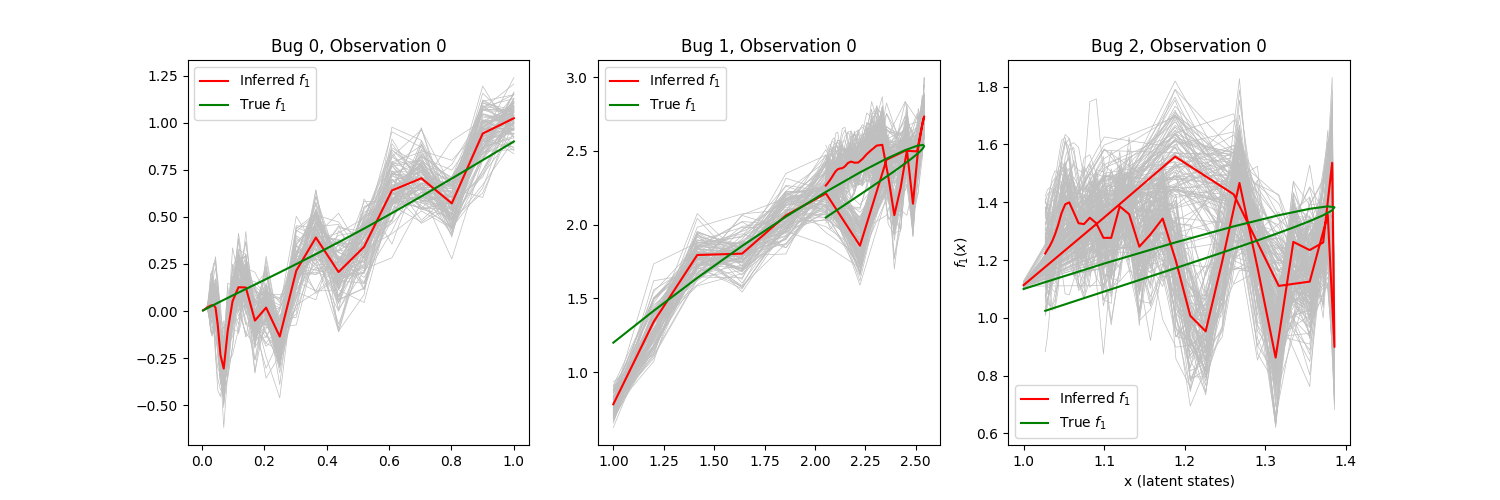 Bug 0, Observation 0
Inferred f₁
True f₁
1.25
1.00
0.75
0.50
0.25
0.00
−0.25
−0.50
0.0 0.2 0.4 0.6 0.8 1.0
Bug 1, Observation 0
Inferred f₁
True f₁
3.0
2.5
2.0
1.5
1.0
1.00 1.25 1.50 1.75 2.00 2.25 2.50
Bug 2, Observation 0
f₁(x)
1.8
1.6
1.4
1.2
1.0
0.8
0.6
Inferred f₁
True f₁
1.0 1.1 1.2 1.3 1.4
x (latent states)